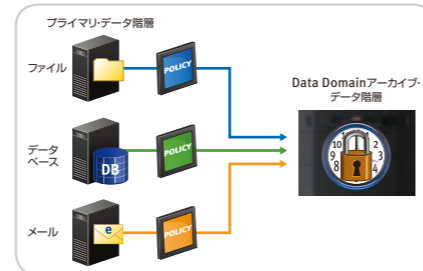 プライマリ・データ階層
ファイル
POLICY
Data Domainアーカイブ・
データ階層
データ
ベース
DB
POLICY
10
2
9
3
8
4
メール
e
POLICY